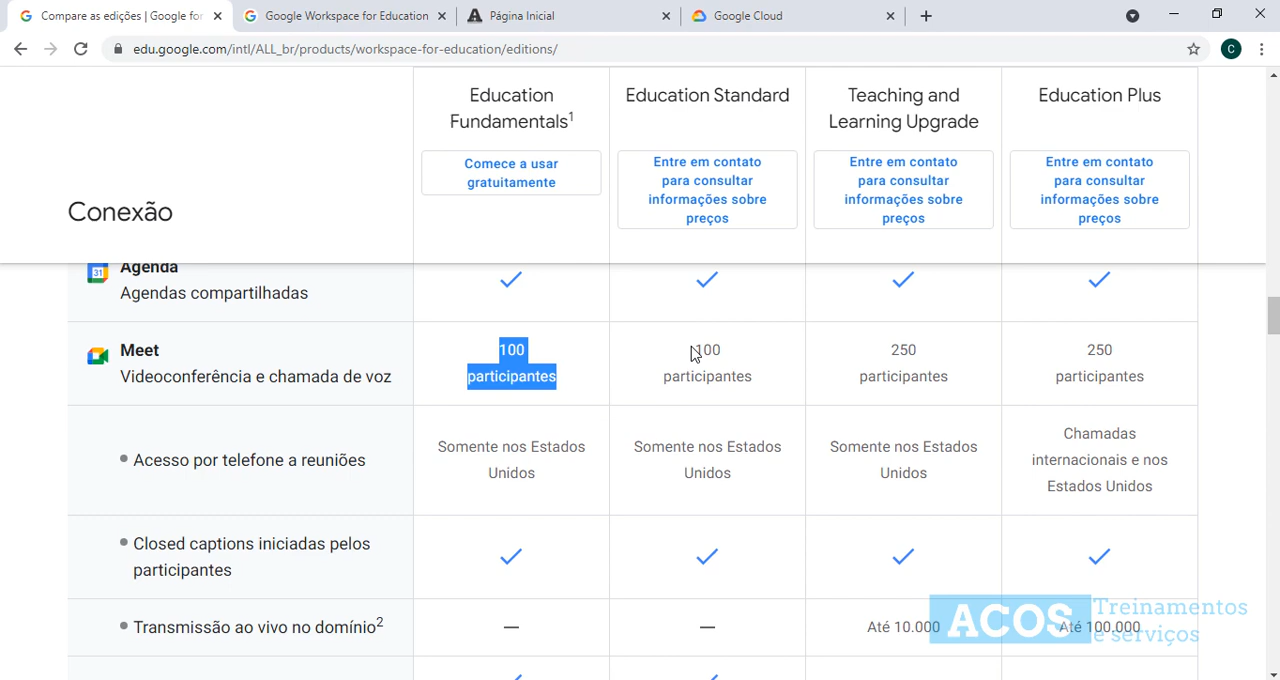 Compare as edições | Google for
Google Workspace for Education
Página Inicial
Google Cloud
edu.google.com/intl/ALL_br/products/workspace-for-education/editions/
C
Conexão
Education
Fundamentals1
Comece a usar
gratuitamente
Education Standard
Entre em contato
para consultar
informações sobre
preços
Teaching and
Learning Upgrade
Entre em contato
para consultar
informações sobre
preços
Education Plus
Entre em contato
para consultar
informações sobre
preços
31
Agenda
Agendas compartilhadas
Meet
Videoconferência e chamada de voz
100
participantes
100
participantes
250
participantes
250
participantes
Acesso por telefone a reuniões
Somente nos Estados
Unidos
Somente nos Estados
Unidos
Somente nos Estados
Unidos
Chamadas
internacionais e nos
Estados Unidos
Closed captions iniciadas pelos
participantes
Transmissão ao vivo no domínio2
—
—
Até 10.000
Até 100.000
ACOS Treinamentos
e serviços